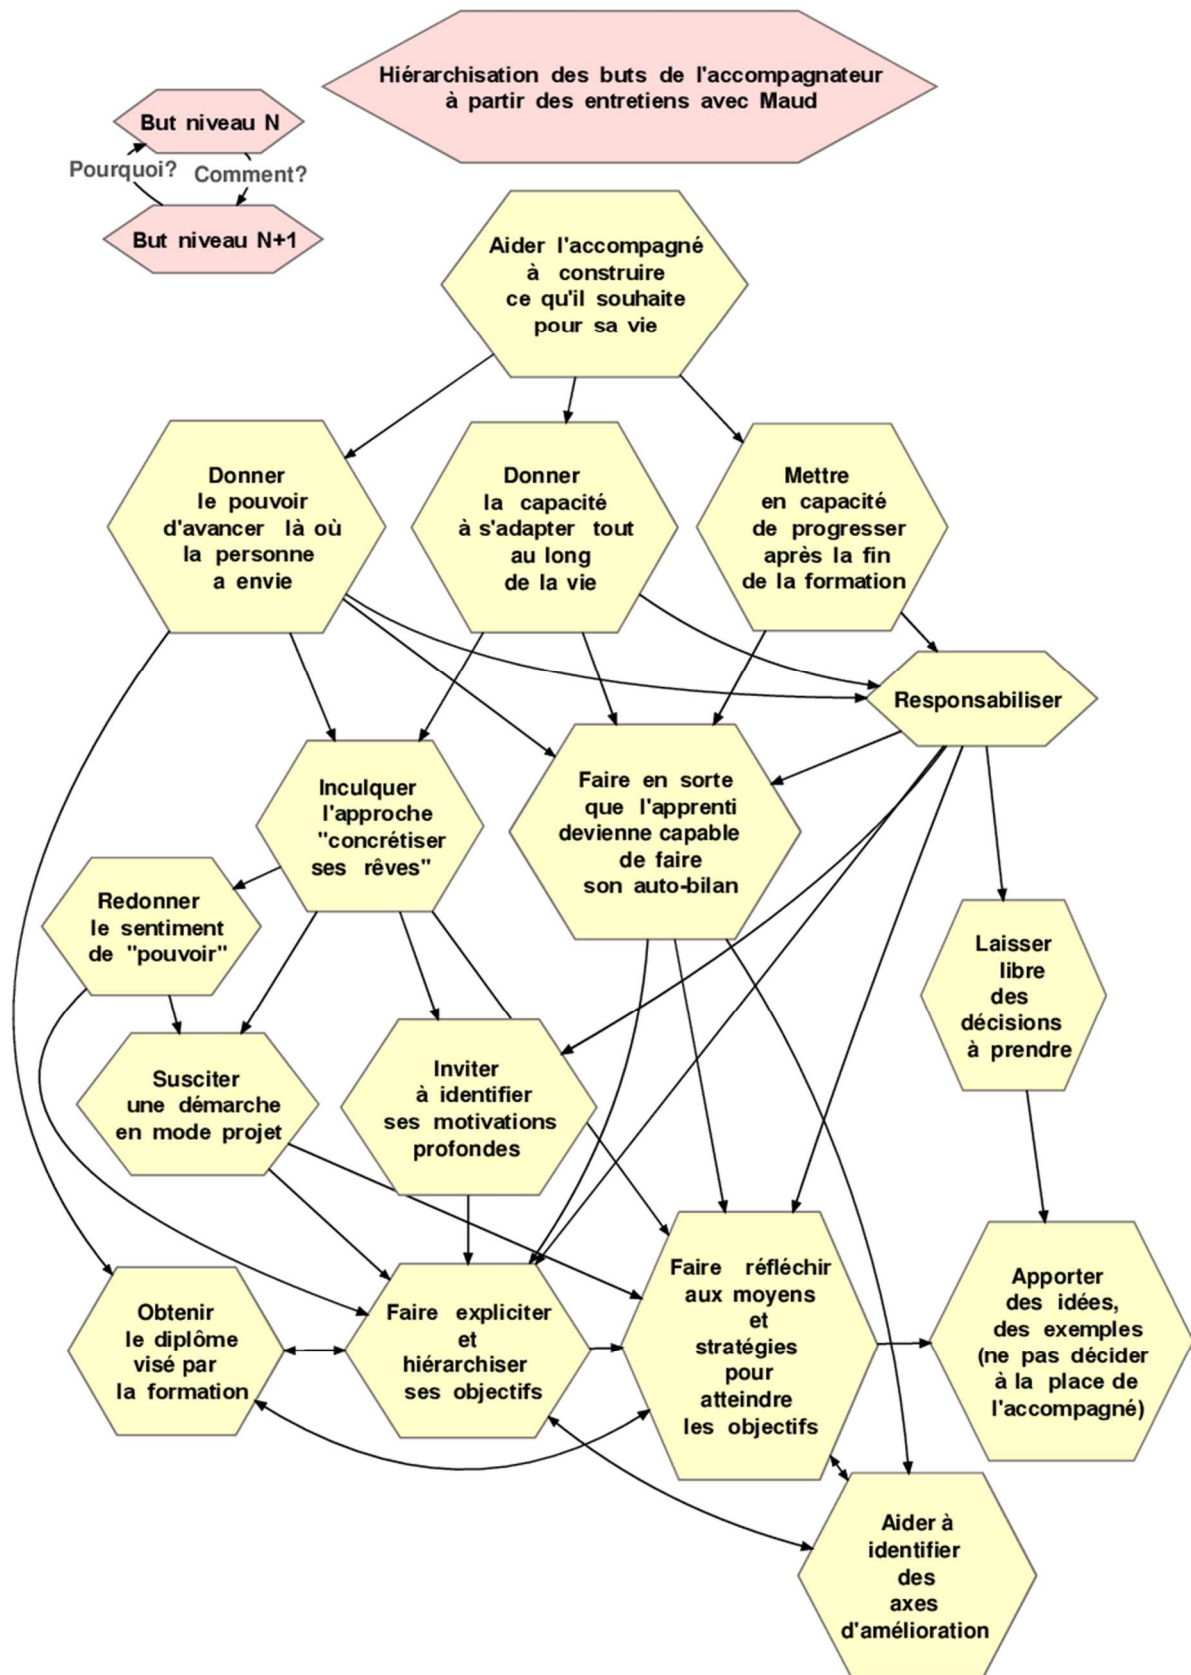 Hiérarchisation des buts de l'accompagnateur
à partir des entretiens avec Maud
But niveau N
Pourquoi?
Comment?
But niveau N+1
Aider l'accompagné
à construire
ce qu'il souhaite
pour sa vie
Donner
le pouvoir
d'avancer là où
la personne
a envie
Donner
la capacité
à s'adapter tout
au long
de la vie
Mettre
en capacité
de progresser
après la fin
de la formation
Responsabiliser
Inculquer
l'approche
"concrétiser
ses rêves"
Faire en sorte
que l'apprenti
devienne capable
de faire
son auto-bilan
Redonner
le sentiment
de "pouvoir"
Laisser
libre
des
décisions
à prendre
Susciter
une démarche
en mode projet
Inviter
à identifier
ses motivations
profondes
Obtenir
le diplôme
visé par
la formation
Faire expliciter
et
hiérarchiser
ses objectifs
Faire réfléchir
aux moyens
et
stratégies
pour
atteindre
les objectifs
Apporter
des idées,
des exemples
(ne pas décider
à la place de
l'accompagné)
Aider à
identifier
des
axes
d'amélioration